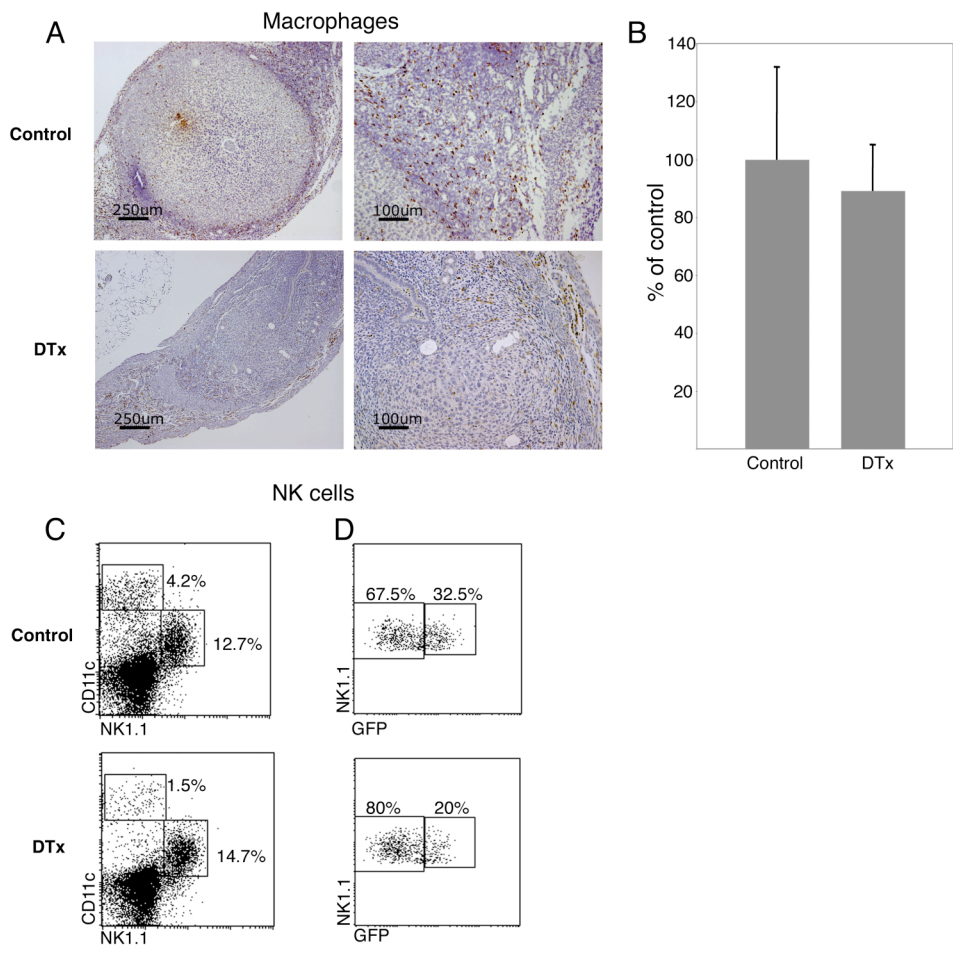 A
Macrophages
B
Control
250um
100um
DTx
250um
100um
140
120
100
80
60
40
20
% of control
Control
DTx
NK cells
C
D
Control
4.2%
12.7%
CD11c
NK1.1
67.5%
32.5%
NK1.1
GFP
DTx
1.5%
14.7%
CD11c
NK1.1
80%
20%
NK1.1
GFP